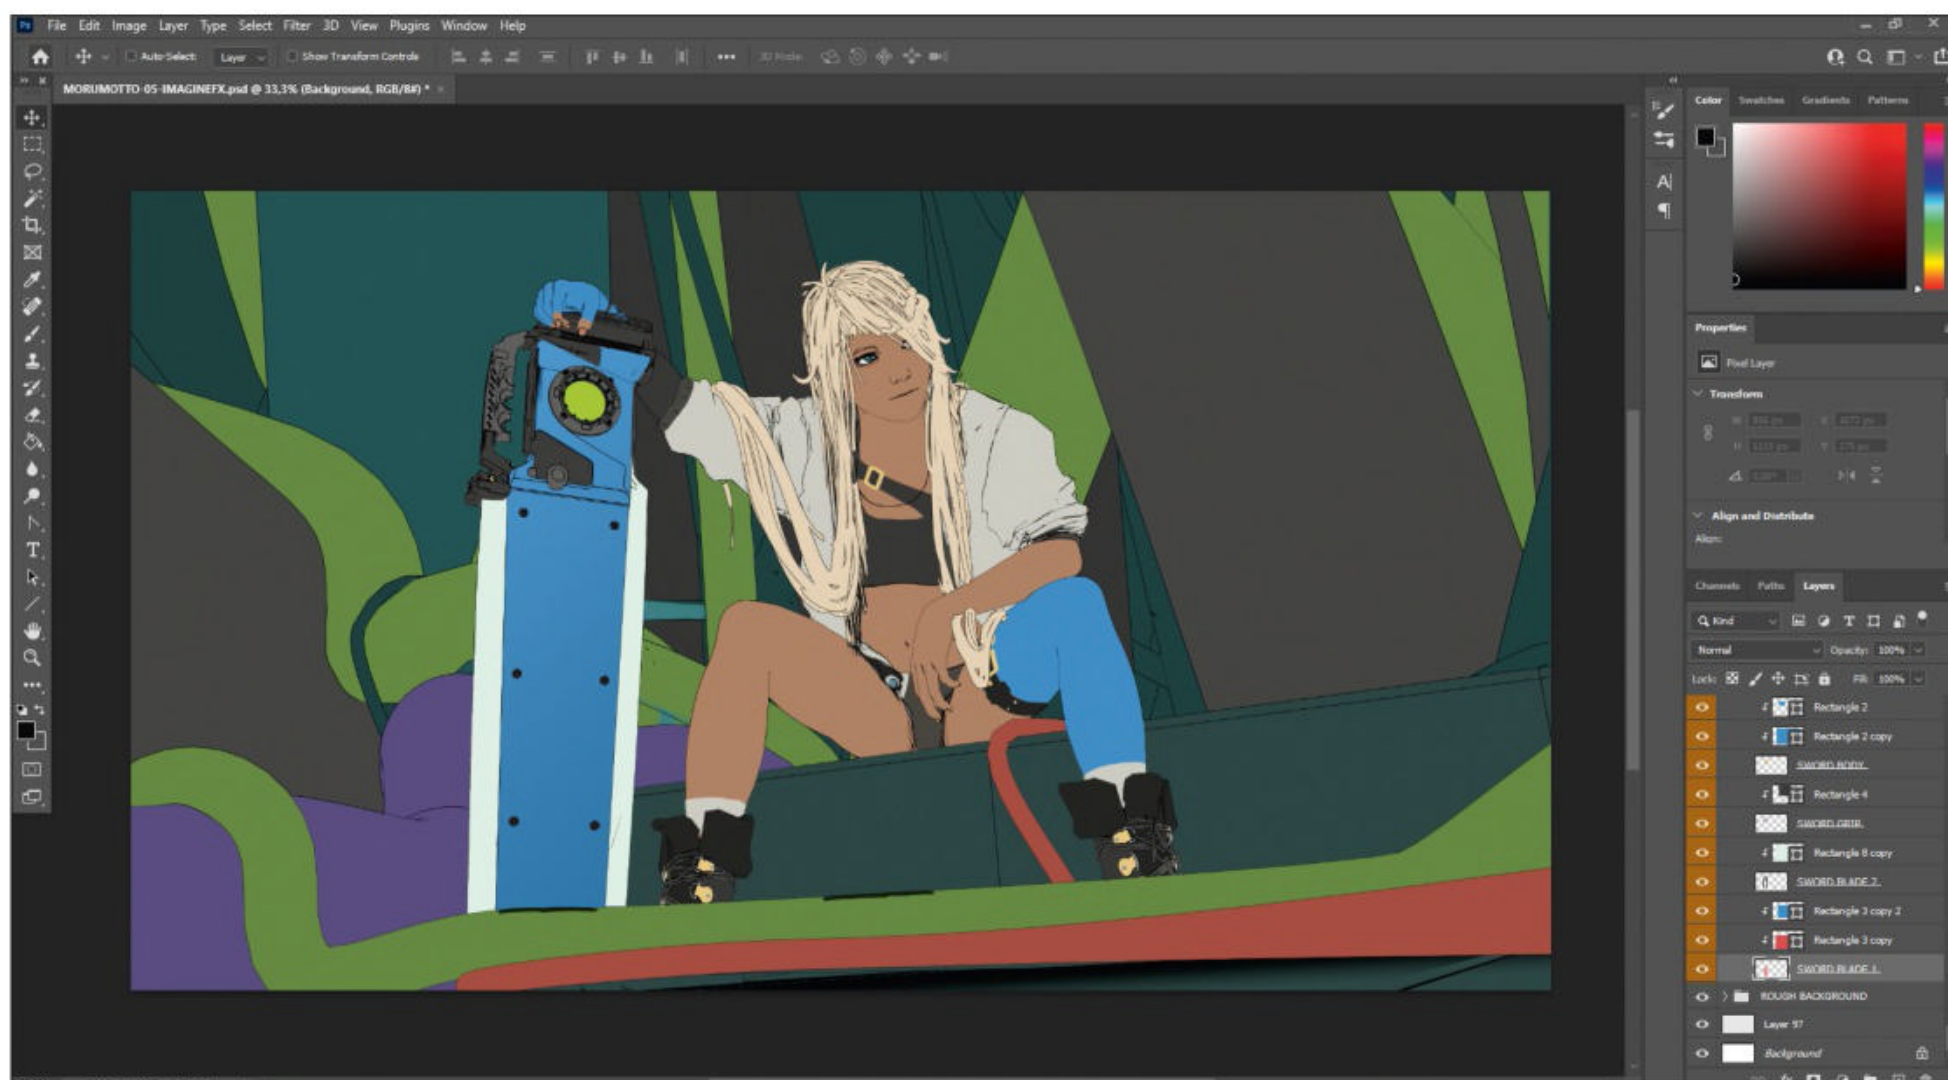 Ps File Edit Image Layer Type Select Filter 3D View Plugins Window Help
Auto-Select: Layer Show Transform Controls 3D Mode:
MORUMOTTO-05-IMAGINEFX.psd @ 33,3% (Background, RGB/8#) * ×
Color Swatches Gradients Patterns
Properties
Pixel Layer
Transform
Align and Distribute
Align:
Channels Paths Layers
Kind
Normal Opacity: 100%
Lock: Fill: 100%
Rectangle 2
Rectangle 2 copy
SWORD BODY
Rectangle 4
SWORD GRIP
Rectangle 8 copy
SWORD BLADE 2
Rectangle 3 copy 2
Rectangle 3 copy
SWORD BLADE 1
ROUGH BACKGROUND
Layer 97
Background